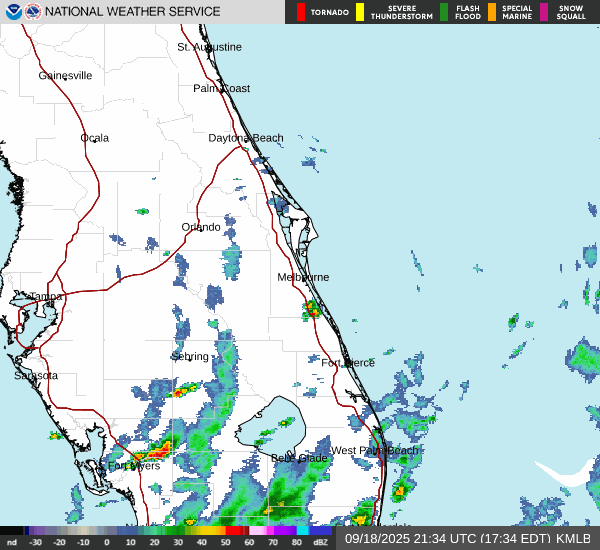 NATIONAL WEATHER SERVICE
TORNADO
SEVERE THUNDERSTORM
FLASH FLOOD
SPECIAL MARINE
SNOW SQUALL
St. Augustine
Gainesville
Palm Coast
Ocala
Daytona Beach
Orlando
Melbourne
Tampa
Sebring
Fort Pierce
Sarasota
West Palm Beach
Belle Glade
Fort Myers
nd -30 -20 -10 0 10 20 30 40 50 60 70 80 dBZ
09/18/2025 21:34 UTC (17:34 EDT) KMLB